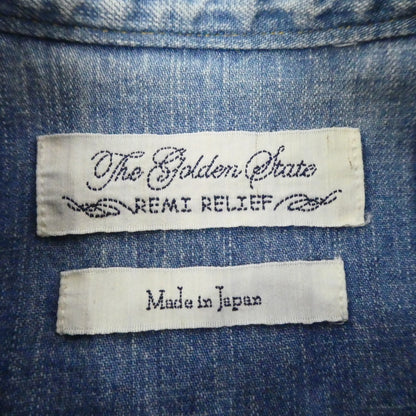 The Golden State
REMI RELIEF
Made in Japan